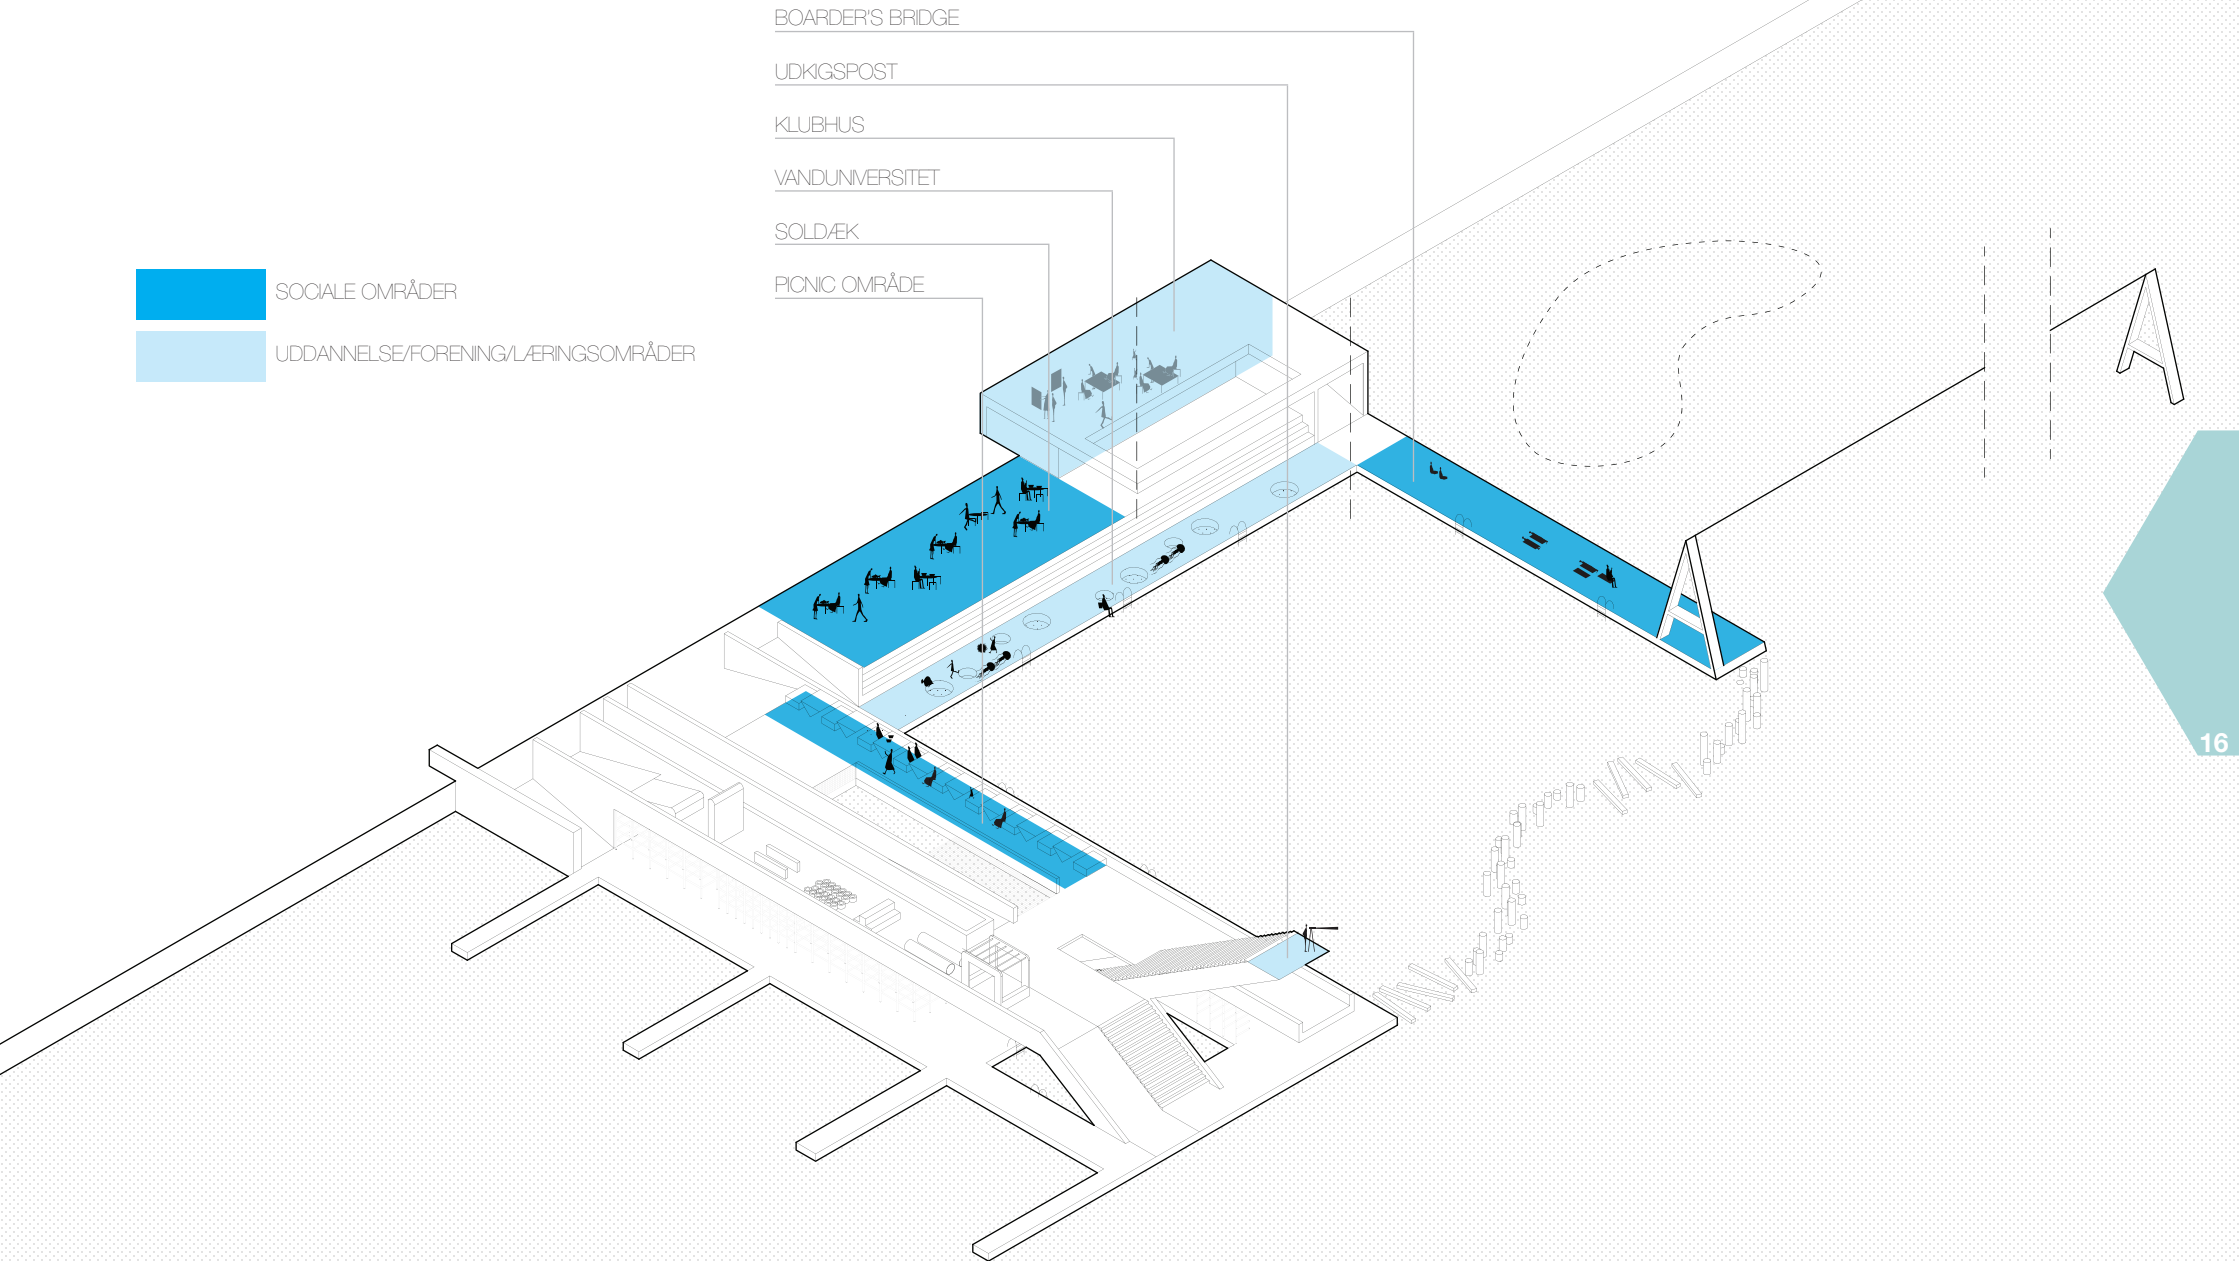 BOARDER'S BRIDGE
UDKIGSPOST
KLUBHUS
VANDUNIVERSITET
SOLDÆK
PICNIC OMRÅDE
SOCIALE OMRÅDER
UDDANNELSE/FORENING/LÆRINGSOMRÅDER
16